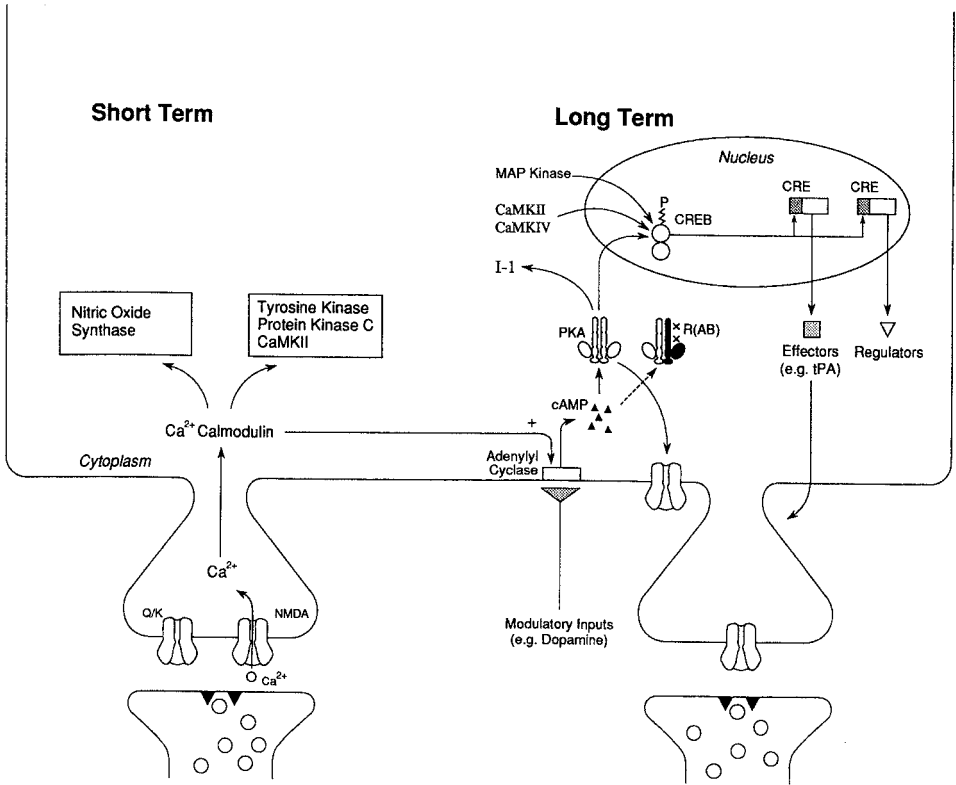 Short Term
Long Term
Nucleus
MAP Kinase
CRE
CRE
P
CaMKII
CaMKIV
CREB
I-1
Nitric Oxide
Synthase
Tyrosine Kinase
Protein Kinase C
CaMKII
PKA
R(AB)
x
x
Effectors
(e.g. tPA)
Regulators
cAMP
Ca²⁺ Calmodulin
+
Cytoplasm
Adenylyl
Cyclase
Ca²⁺
Q/K
NMDA
Ca²⁺
Modulatory Inputs
(e.g. Dopamine)